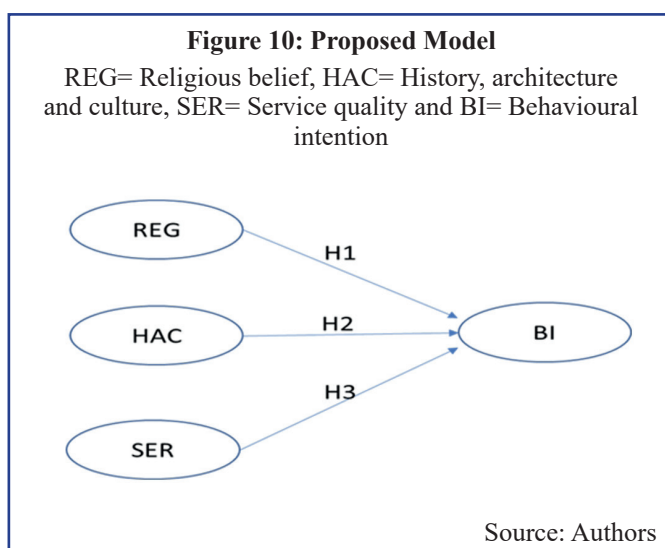 Figure 10: Proposed Model
REG= Religious belief, HAC= History, architecture
and culture, SER= Service quality and BI= Behavioural
intention
REG
H1
HAC
H2
BI
H3
SER
Source: Authors